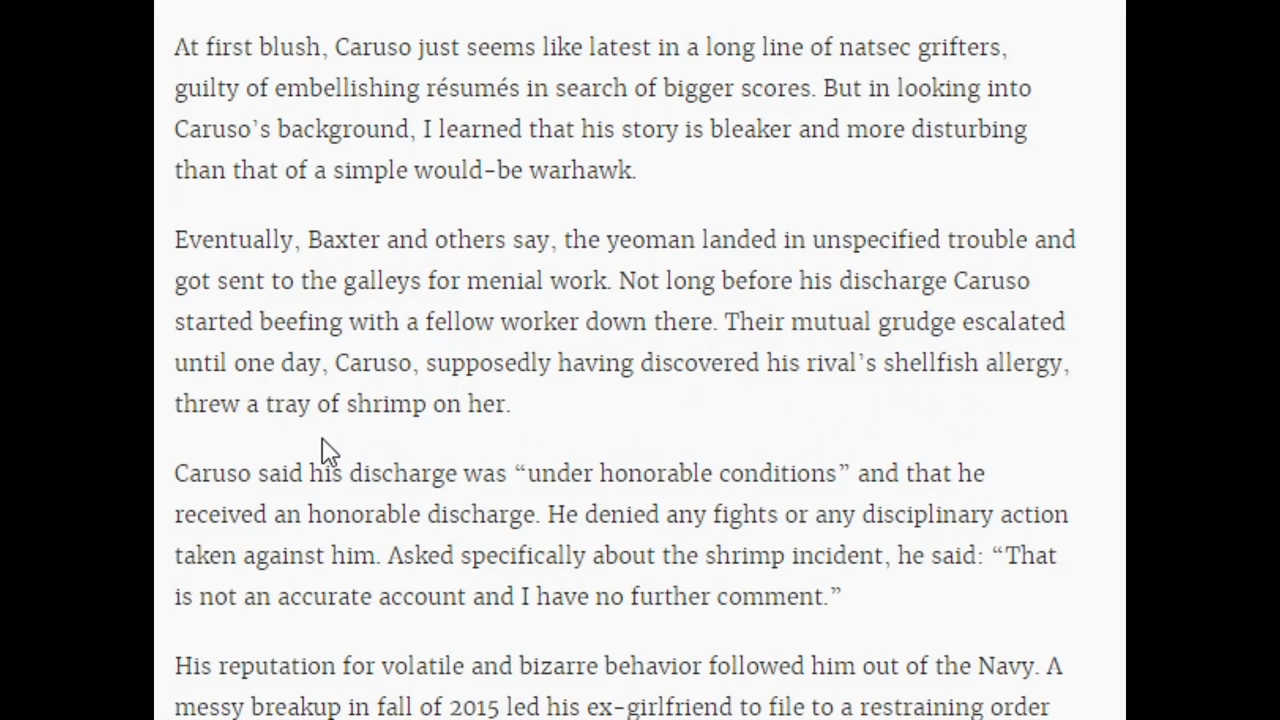 At first blush, Caruso just seems like latest in a long line of natsec grifters,
guilty of embellishing résumés in search of bigger scores. But in looking into
Caruso’s background, I learned that his story is bleaker and more disturbing
than that of a simple would-be warhawk.
Eventually, Baxter and others say, the yeoman landed in unspecified trouble and
got sent to the galleys for menial work. Not long before his discharge Caruso
started beefing with a fellow worker down there. Their mutual grudge escalated
until one day, Caruso, supposedly having discovered his rival’s shellfish allergy,
threw a tray of shrimp on her.
Caruso said his discharge was “under honorable conditions” and that he
received an honorable discharge. He denied any fights or any disciplinary action
taken against him. Asked specifically about the shrimp incident, he said: “That
is not an accurate account and I have no further comment.”
His reputation for volatile and bizarre behavior followed him out of the Navy. A
messy breakup in fall of 2015 led his ex-girlfriend to file to a restraining order